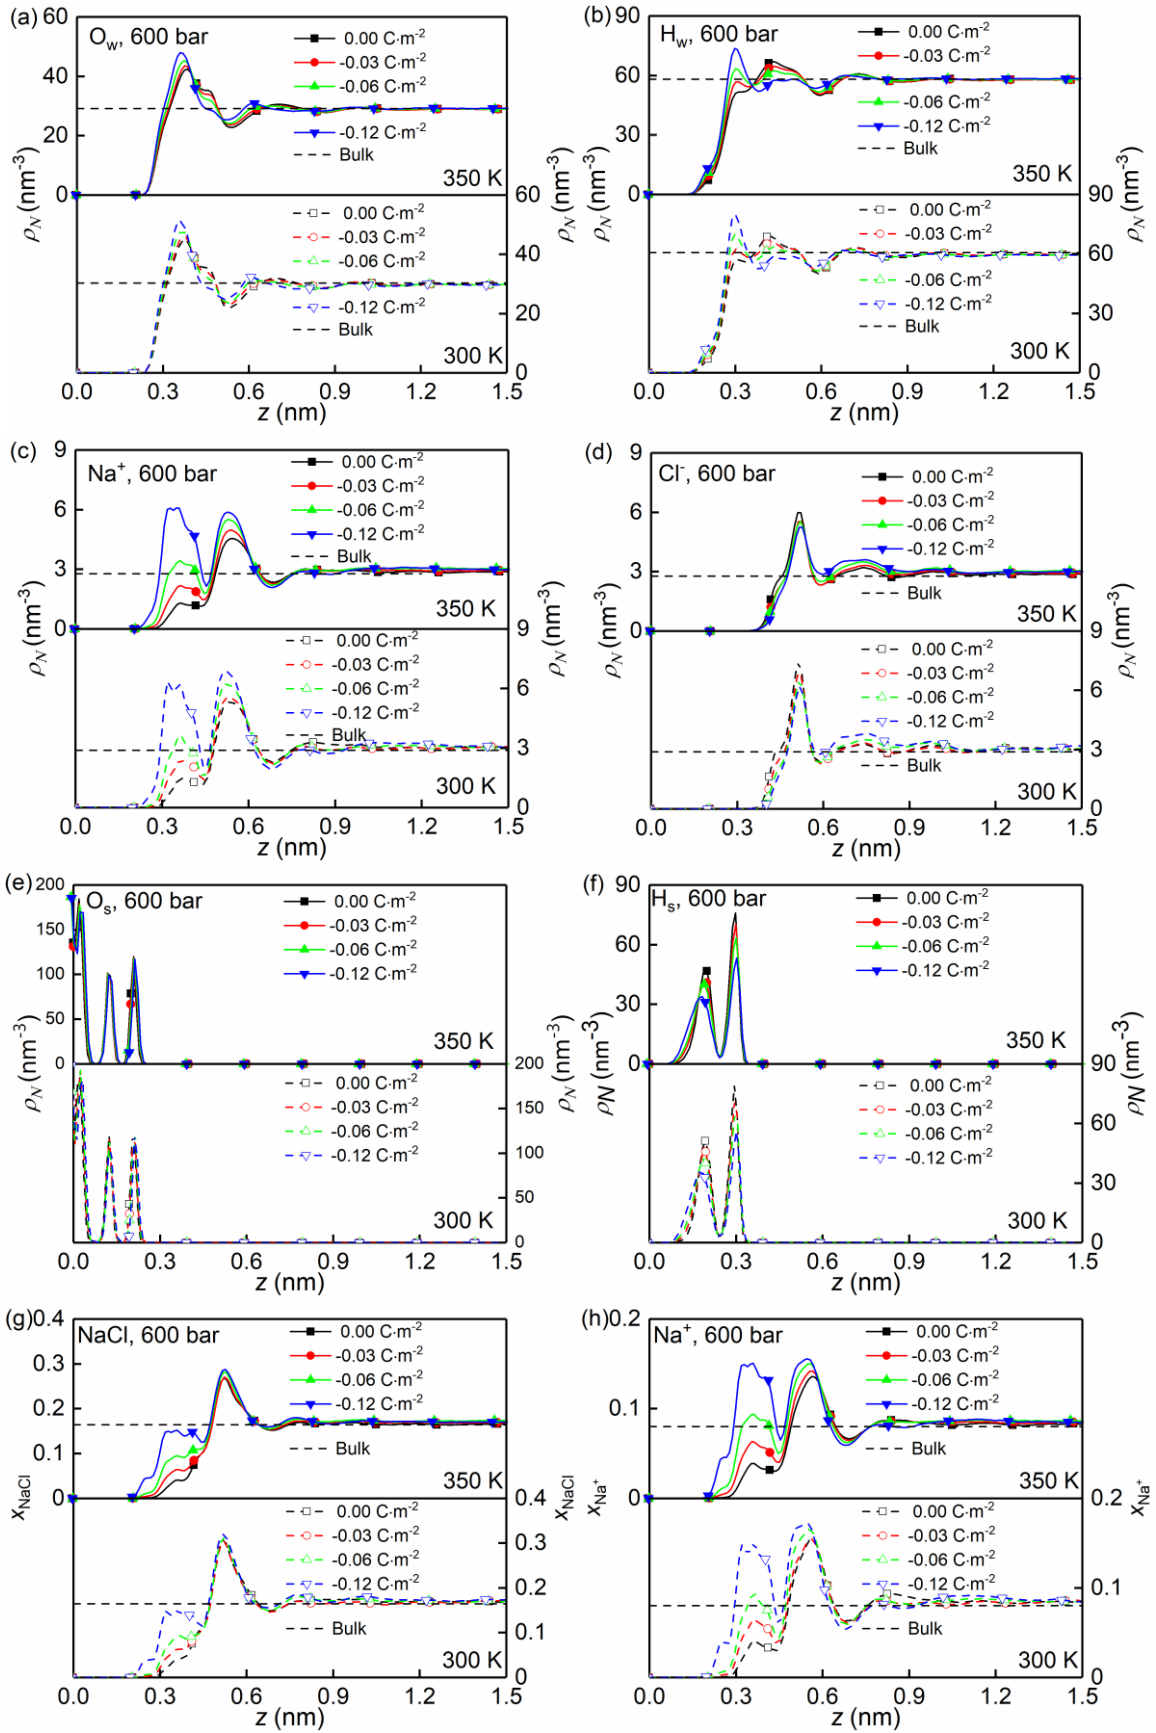 (a)
60
O_w, 600 bar
0.00 C·m⁻²
-0.03 C·m⁻²
-0.06 C·m⁻²
-0.12 C·m⁻²
Bulk
40
20
0
350 K
ρ_N (nm⁻³)
ρ_N (nm⁻³)
60
40
20
0
0.00 C·m⁻²
-0.03 C·m⁻²
-0.06 C·m⁻²
-0.12 C·m⁻²
Bulk
300 K
0.0 0.3 0.6 0.9 1.2 1.5
z (nm)
(b)
90
H_w, 600 bar
0.00 C·m⁻²
-0.03 C·m⁻²
-0.06 C·m⁻²
-0.12 C·m⁻²
Bulk
60
30
0
350 K
ρ_N (nm⁻³)
ρ_N (nm⁻³)
90
60
30
0
0.00 C·m⁻²
-0.03 C·m⁻²
-0.06 C·m⁻²
-0.12 C·m⁻²
Bulk
300 K
0.0 0.3 0.6 0.9 1.2 1.5
z (nm)
(c)
9
Na⁺, 600 bar
0.00 C·m⁻²
-0.03 C·m⁻²
-0.06 C·m⁻²
-0.12 C·m⁻²
Bulk
6
3
0
350 K
ρ_N (nm⁻³)
ρ_N (nm⁻³)
9
6
3
0
0.00 C·m⁻²
-0.03 C·m⁻²
-0.06 C·m⁻²
-0.12 C·m⁻²
Bulk
300 K
0.0 0.3 0.6 0.9 1.2 1.5
z (nm)
(d)
9
Cl⁻, 600 bar
0.00 C·m⁻²
-0.03 C·m⁻²
-0.06 C·m⁻²
-0.12 C·m⁻²
Bulk
6
3
0
350 K
ρ_N (nm⁻³)
ρ_N (nm⁻³)
9
6
3
0
0.00 C·m⁻²
-0.03 C·m⁻²
-0.06 C·m⁻²
-0.12 C·m⁻²
Bulk
300 K
0.0 0.3 0.6 0.9 1.2 1.5
z (nm)
(e)
200
O_s, 600 bar
0.00 C·m⁻²
-0.03 C·m⁻²
-0.06 C·m⁻²
-0.12 C·m⁻²
150
100
50
0
350 K
ρ_N (nm⁻³)
ρ_N (nm⁻³)
200
150
100
50
0
0.00 C·m⁻²
-0.03 C·m⁻²
-0.06 C·m⁻²
-0.12 C·m⁻²
300 K
0.0 0.3 0.6 0.9 1.2 1.5
z (nm)
(f)
90
H_s, 600 bar
0.00 C·m⁻²
-0.03 C·m⁻²
-0.06 C·m⁻²
-0.12 C·m⁻²
60
30
0
350 K
ρN (nm⁻³)
ρN (nm⁻³)
90
60
30
0
0.00 C·m⁻²
-0.03 C·m⁻²
-0.06 C·m⁻²
-0.12 C·m⁻²
300 K
0.0 0.3 0.6 0.9 1.2 1.5
z (nm)
(g)
0.4
NaCl, 600 bar
0.00 C·m⁻²
-0.03 C·m⁻²
-0.06 C·m⁻²
-0.12 C·m⁻²
Bulk
0.3
0.2
0.1
0
350 K
x_NaCl
x_NaCl
0.4
0.3
0.2
0.1
0
0.00 C·m⁻²
-0.03 C·m⁻²
-0.06 C·m⁻²
-0.12 C·m⁻²
Bulk
300 K
0.0 0.3 0.6 0.9 1.2 1.5
z (nm)
(h)
0.2
Na⁺, 600 bar
0.00 C·m⁻²
-0.03 C·m⁻²
-0.06 C·m⁻²
-0.12 C·m⁻²
Bulk
0.1
0
350 K
x_Na⁺
x_Na⁺
0.2
0.1
0
0.00 C·m⁻²
-0.03 C·m⁻²
-0.06 C·m⁻²
-0.12 C·m⁻²
Bulk
300 K
0.0 0.3 0.6 0.9 1.2 1.5
z (nm)